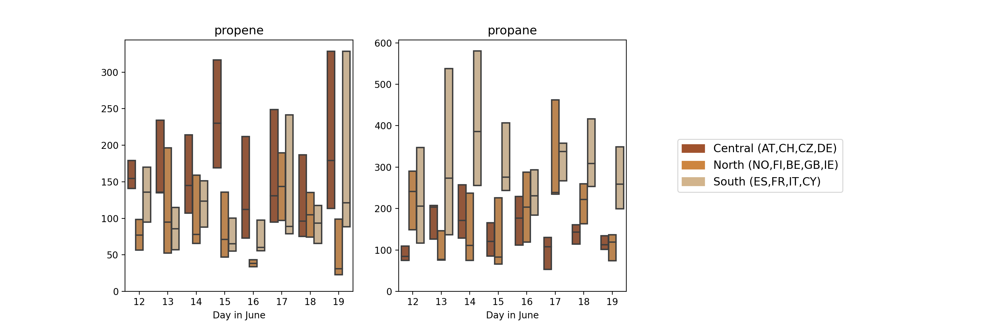 propene
300
250
200
150
100
50
0
12 13 14 15 16 17 18 19
Day in June
propane
600
500
400
300
200
100
0
12 13 14 15 16 17 18 19
Day in June
Central (AT,CH,CZ,DE)
North (NO,FI,BE,GB,IE)
South (ES,FR,IT,CY)